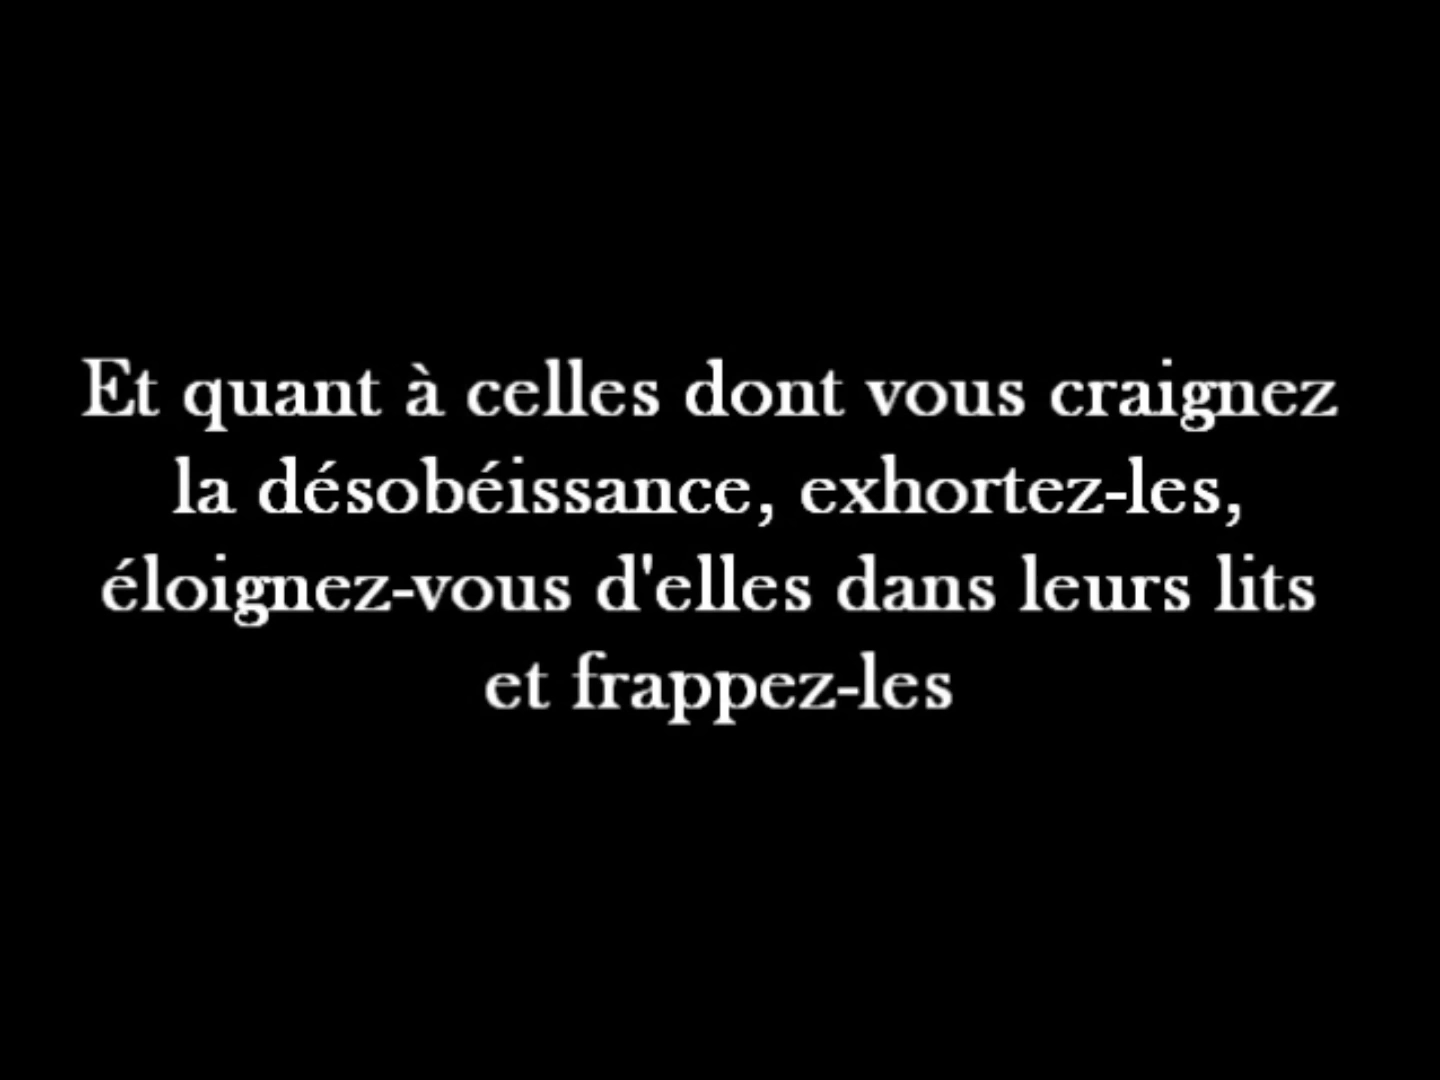 Et quant à celles dont vous craignez
la désobéissance, exhortez-les,
éloignez-vous d'elles dans leurs lits
et frappez-les